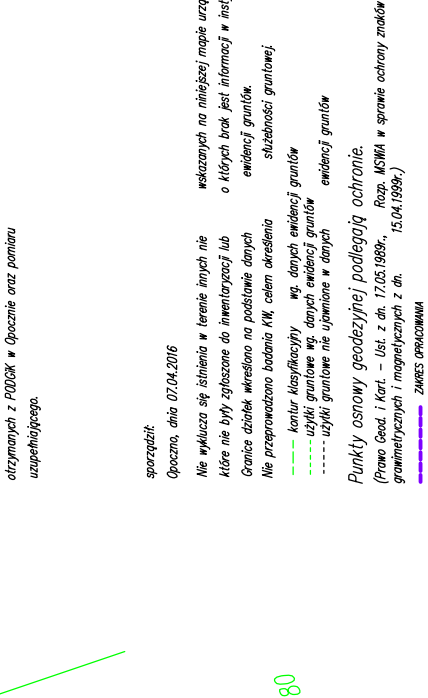 otrzymanych z PODGiK w Opocznie oraz pomiaru
uzupełniającego.
sporządził:
Opoczno, dnia 07.04.2016
Nie wyklucza się istnienia w terenie innych nie wskazanych na niniejszej mapie
które nie były zgłoszone do inwentaryzacji lub o których brak jest informacji w
Granice działek wkreślono na podstawie danych ewidencji gruntów.
Nie przeprowadzono badania KW, celem określenia służebności gruntowej.
kontur klasyfikacyjny wg. danych ewidencji gruntów
użytki gruntowe wg. danych ewidencji gruntów
użytki gruntowe nie ujawnione w danych ewidencji gruntów
Punkty osnowy geodezyjnej podlegają ochronie.
(Prawo Geod. i Kart. – Ust. z dn. 17.05.1989r., Rozp. MSWiA w sprawie ochrony znaków
grawimetrycznych i magnetycznych z dn. 15.04.1999r.)
ZAKRES OPRACOWANIA
80